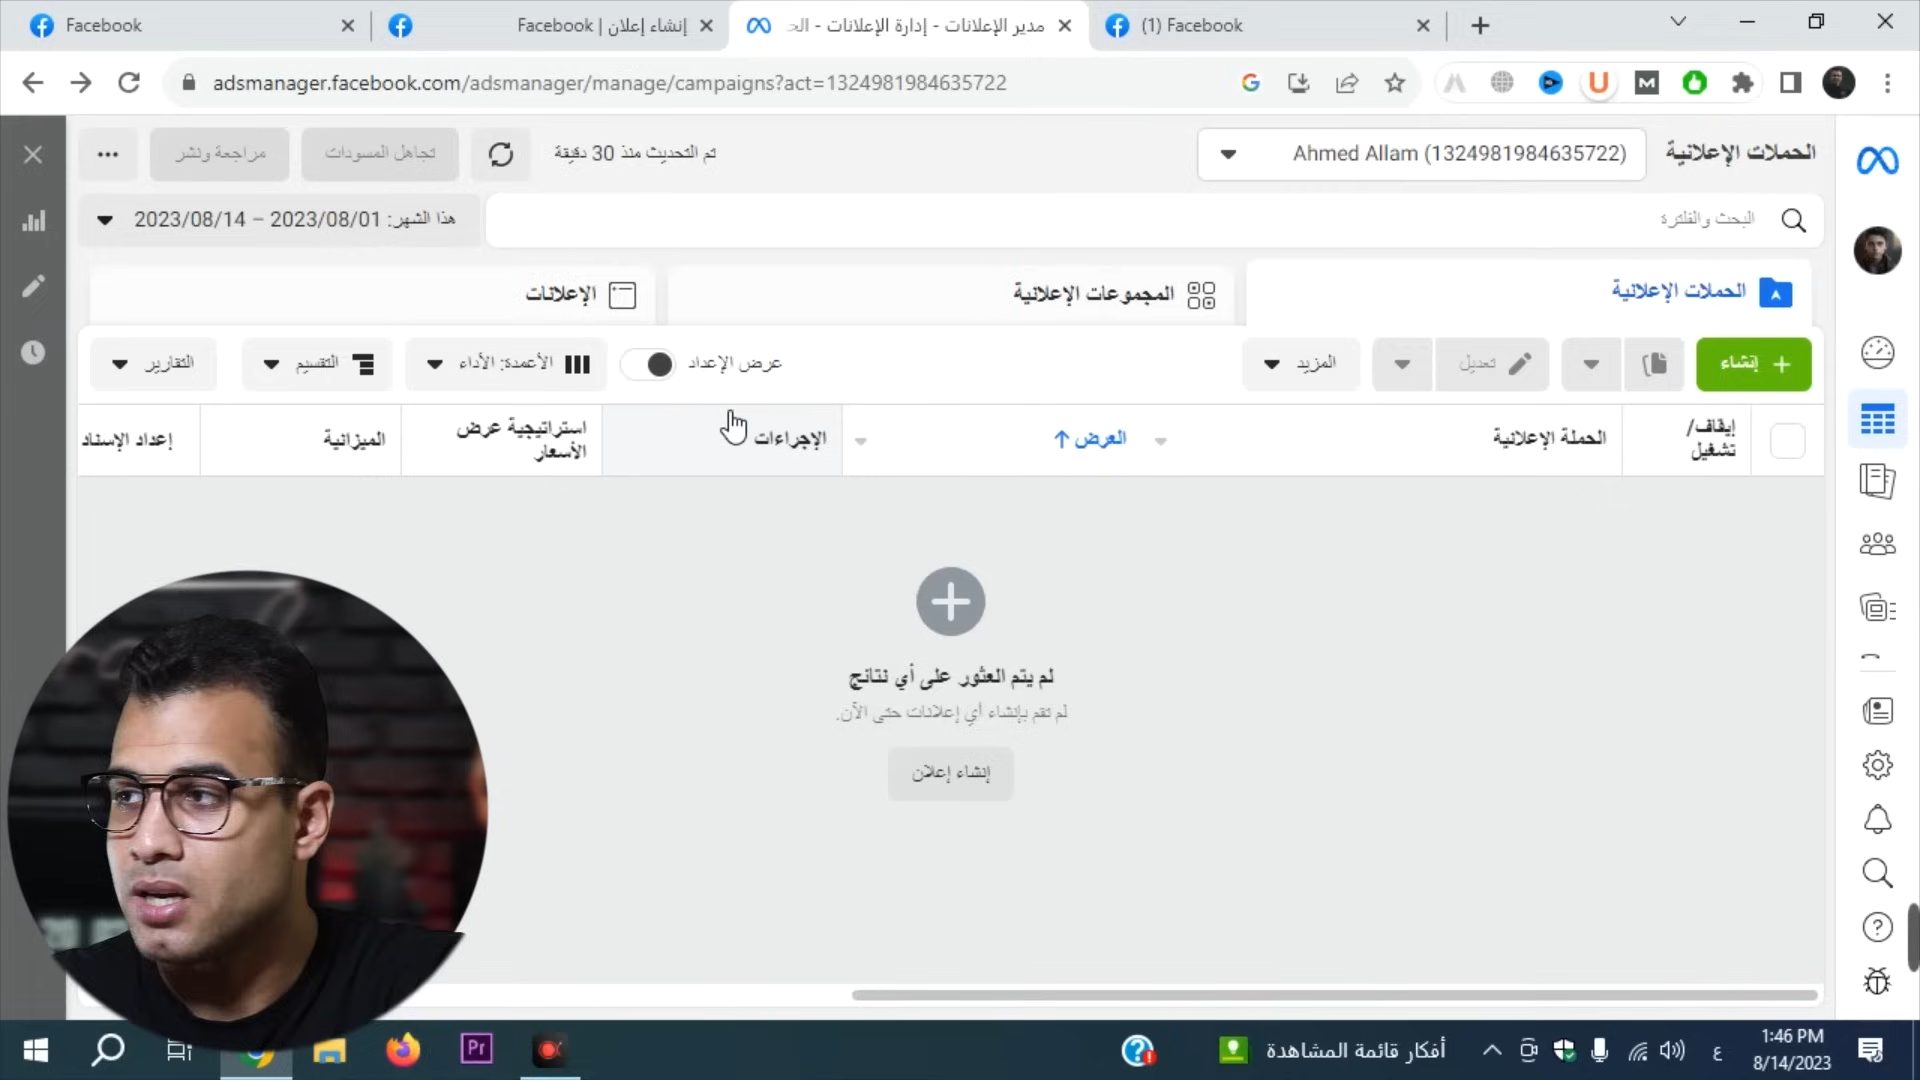 Facebook
إنشاء إعلان | Facebook
مدير الإعلانات - إدارة الإعلانات - الح
(1) Facebook
adsmanager.facebook.com/adsmanager/manage/campaigns?act=1324981984635722
الحملات الإعلانية
Ahmed Allam (1324981984635722)
تم التحديث منذ 30 دقيقة
تجاهل المسودات
مراجعة ونشر
البحث والفلترة
هذا الشهر: 2023/08/01 – 2023/08/14
الحملات الإعلانية
المجموعات الإعلانية
الإعلانات
إنشاء
تعديل
المزيد
عرض الإعداد
الأعمدة: الأداء
التقسيم
التقارير
إيقاف/
تشغيل
الحملة الإعلانية
العرض ↑
الإجراءات
استراتيجية عرض
الأسعار
الميزانية
إعداد الإسناد
لم يتم العثور على أي نتائج
لم تقم بإنشاء أي إعلانات حتى الآن.
إنشاء إعلان
Pr
أفكار قائمة المشاهدة
ع
1:46 PM
8/14/2023